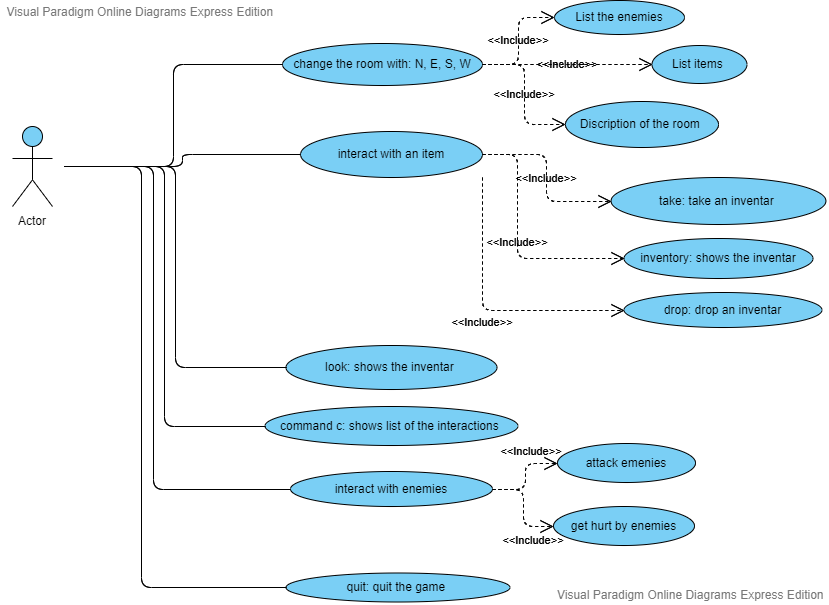 Visual Paradigm Online Diagrams Express Edition
List the enemies
<<Include>>
change the room with: N, E, S, W
<<Include>>
List items
<<Include>>
Discription of the room
interact with an item
<<Include>>
take: take an inventar
Actor
<<Include>>
inventory: shows the inventar
drop: drop an inventar
<<Include>>
look: shows the inventar
command c: shows list of the interactions
<<Include>>
attack emenies
interact with enemies
get hurt by enemies
<<Include>>
quit: quit the game
Visual Paradigm Online Diagrams Express Edition